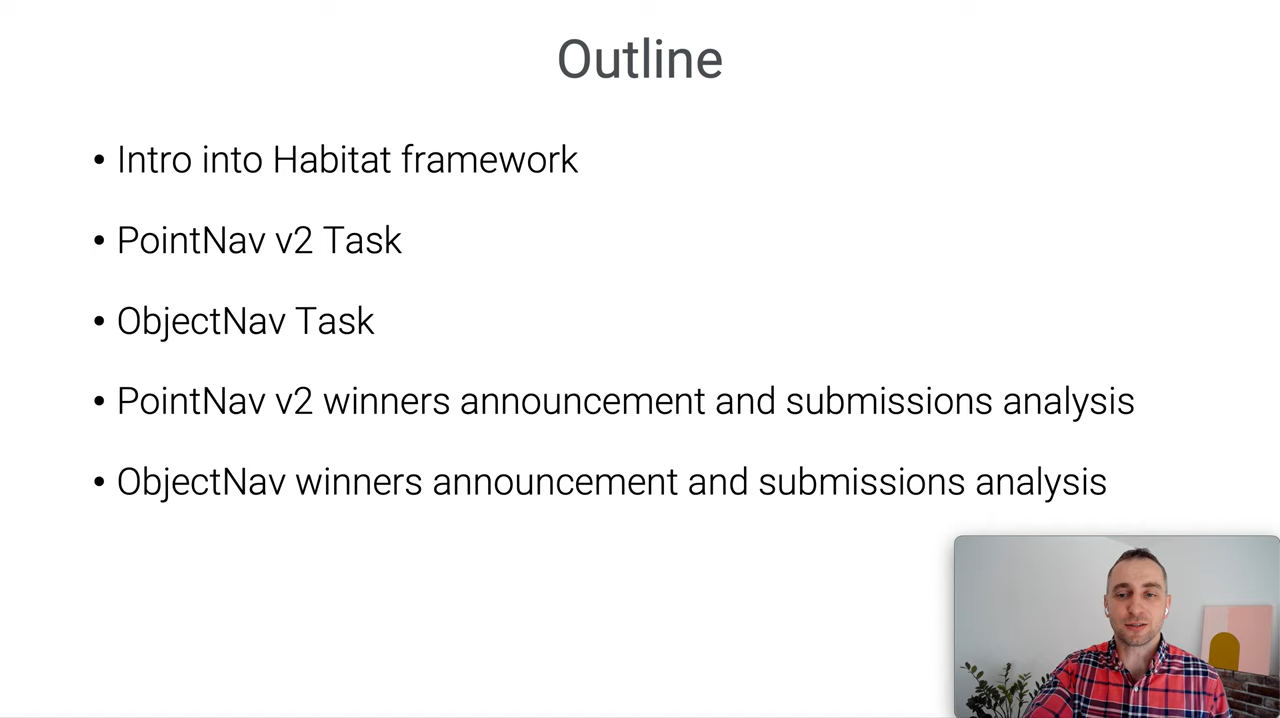 Outline
• Intro into Habitat framework
• PointNav v2 Task
• ObjectNav Task
• PointNav v2 winners announcement and submissions analysis
• ObjectNav winners announcement and submissions analysis